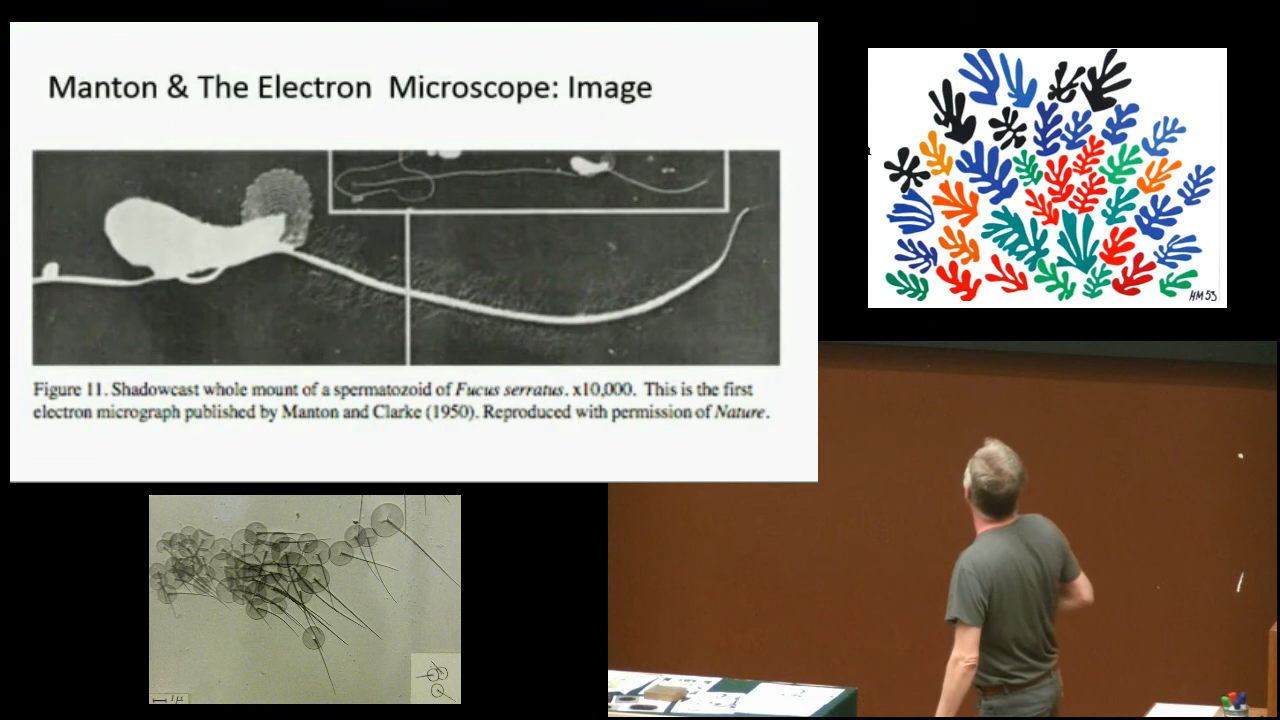 Manton & The Electron Microscope: Image
Figure 11. Shadowcast whole mount of a spermatozoid of Fucus serratus. x10,000. This is the first
electron micrograph published by Manton and Clarke (1950). Reproduced with permission of Nature.
HM 53
1 µ